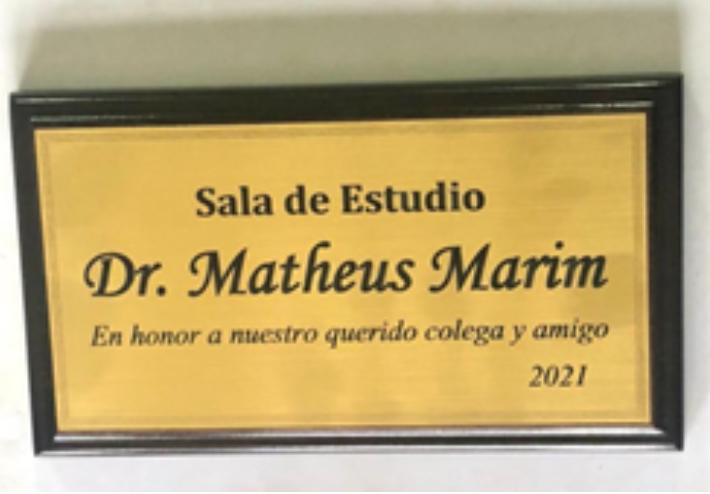 Sala de Estudio
Dr. Matheus Marim
En honor a nuestro querido colega y amigo
2021